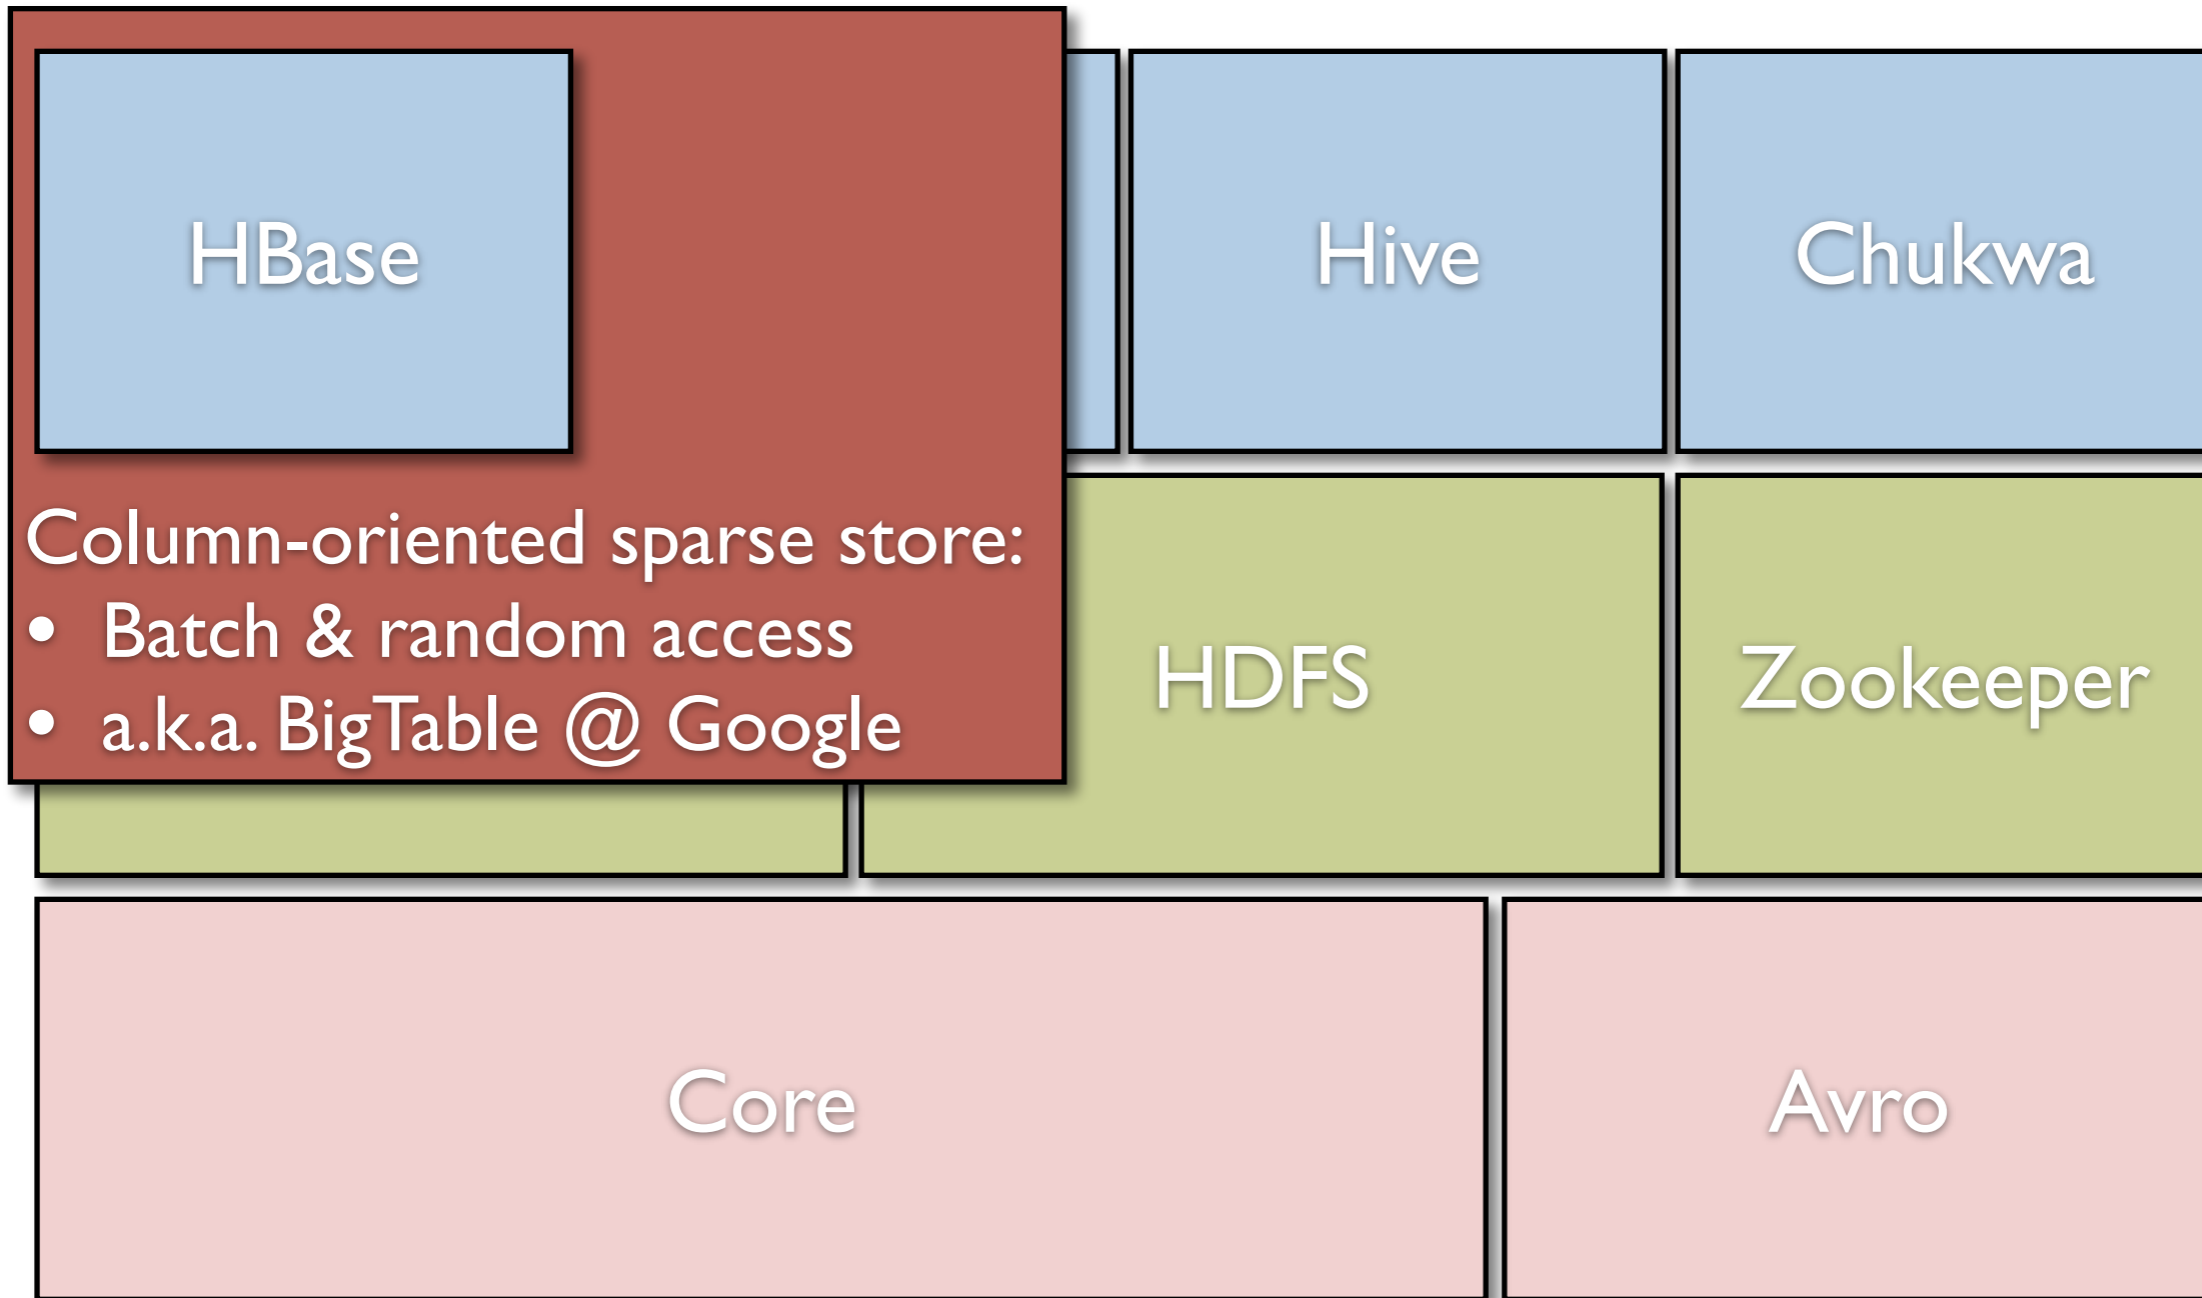 HBase
Hive
Chukwa
Column-oriented sparse store:
• Batch & random access
• a.k.a. BigTable @ Google
HDFS
Zookeeper
Core
Avro